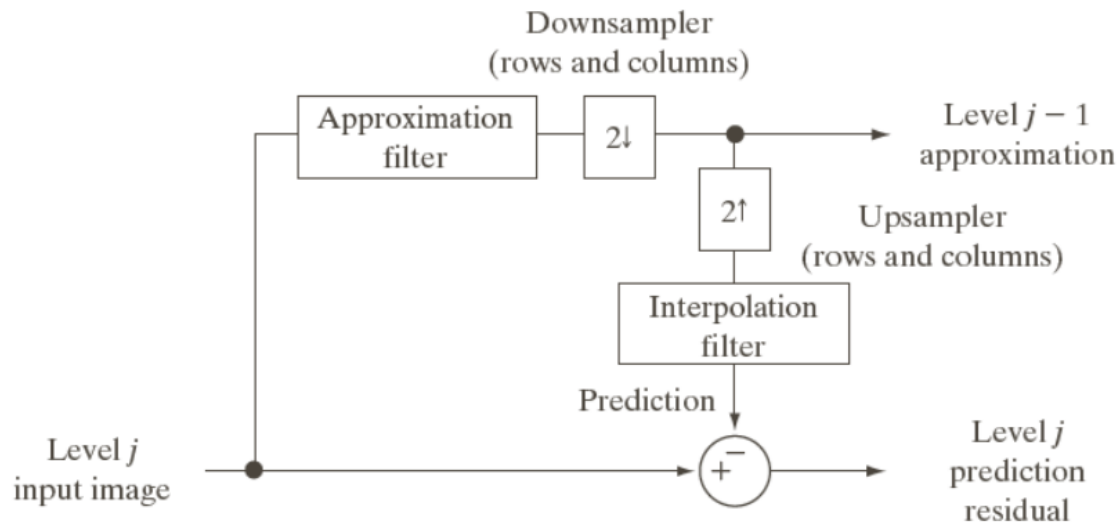 Downsampler
(rows and columns)
Approximation
filter
2↓
Level j − 1
approximation
2↑
Upsampler
(rows and columns)
Interpolation
filter
Prediction
Level j
input image
+
−
Level j
prediction
residual